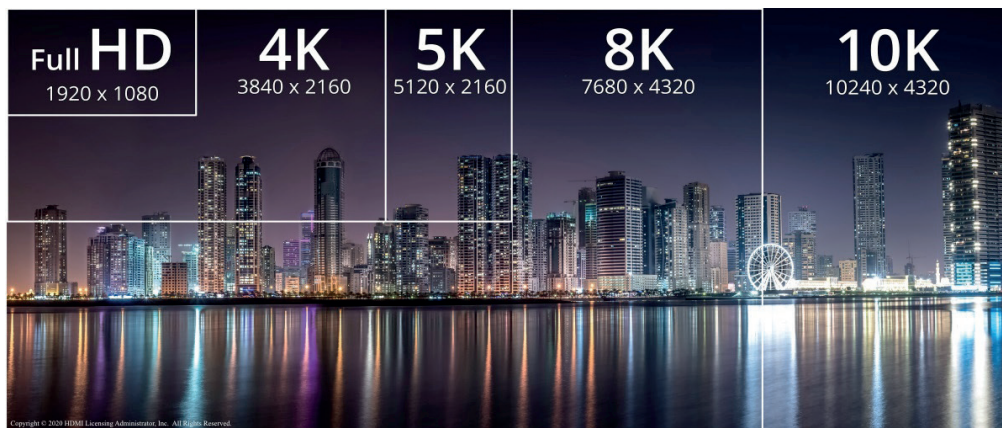 Full HD
1920 x 1080
4K
3840 x 2160
5K
5120 x 2160
8K
7680 x 4320
10K
10240 x 4320
Copyright © 2020 HDMI Licensing Administrator, Inc. All Rights Reserved.